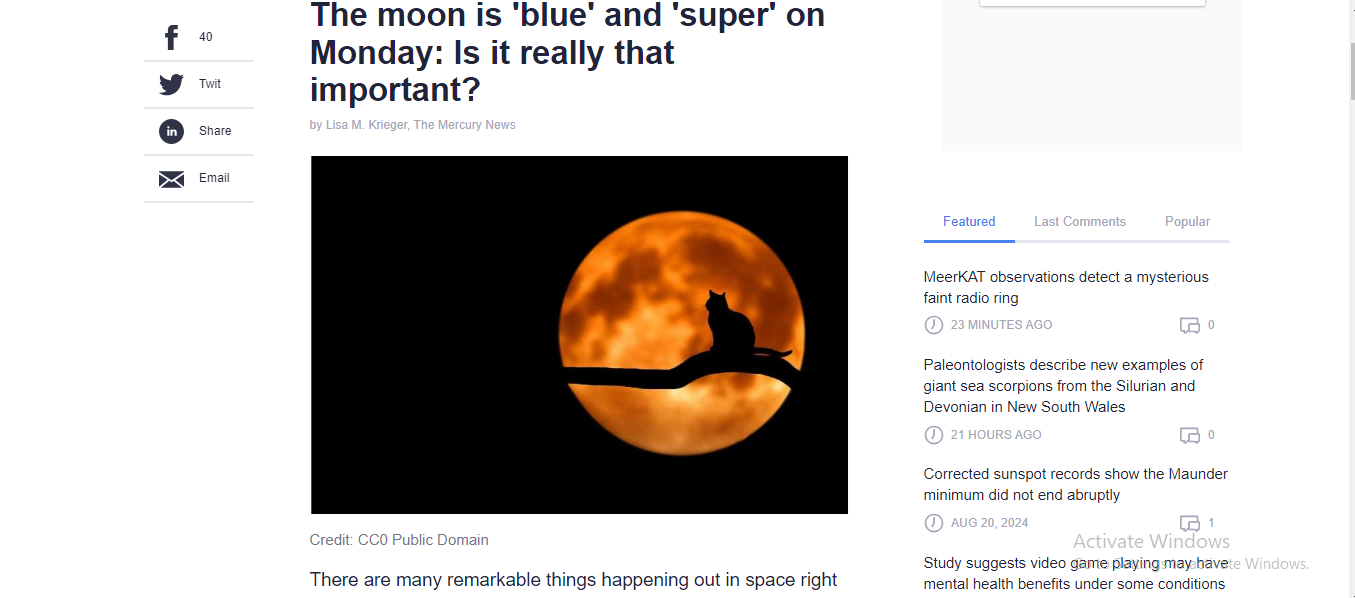 40
Twit
in
Share
Email
The moon is 'blue' and 'super' on
Monday: Is it really that
important?
by Lisa M. Krieger, The Mercury News
Credit: CC0 Public Domain
There are many remarkable things happening out in space right
Featured
Last Comments
Popular
MeerKAT observations detect a mysterious
faint radio ring
23 MINUTES AGO
0
Paleontologists describe new examples of
giant sea scorpions from the Silurian and
Devonian in New South Wales
21 HOURS AGO
0
Corrected sunspot records show the Maunder
minimum did not end abruptly
AUG 20, 2024
1
Activate Windows
Go to Settings to activate Windows.
Study suggests video game playing may have
mental health benefits under some conditions